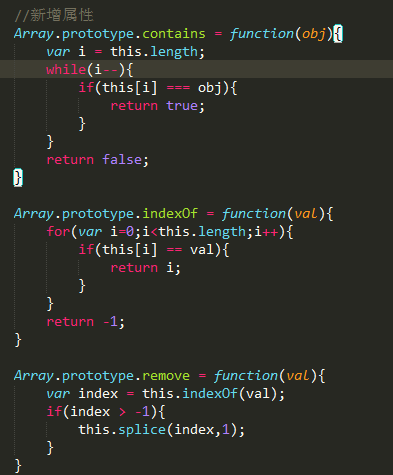 //新增属性
Array.prototype.contains = function(obj){
    var i = this.length;
    while(i--){
        if(this[i] === obj){
            return true;
        }
    }
    return false;
}

Array.prototype.indexOf = function(val){
    for(var i=0;i<this.length;i++){
        if(this[i] == val){
            return i;
        }
    }
    return -1;
}

Array.prototype.remove = function(val){
    var index = this.indexOf(val);
    if(index > -1){
        this.splice(index,1);
    }
}